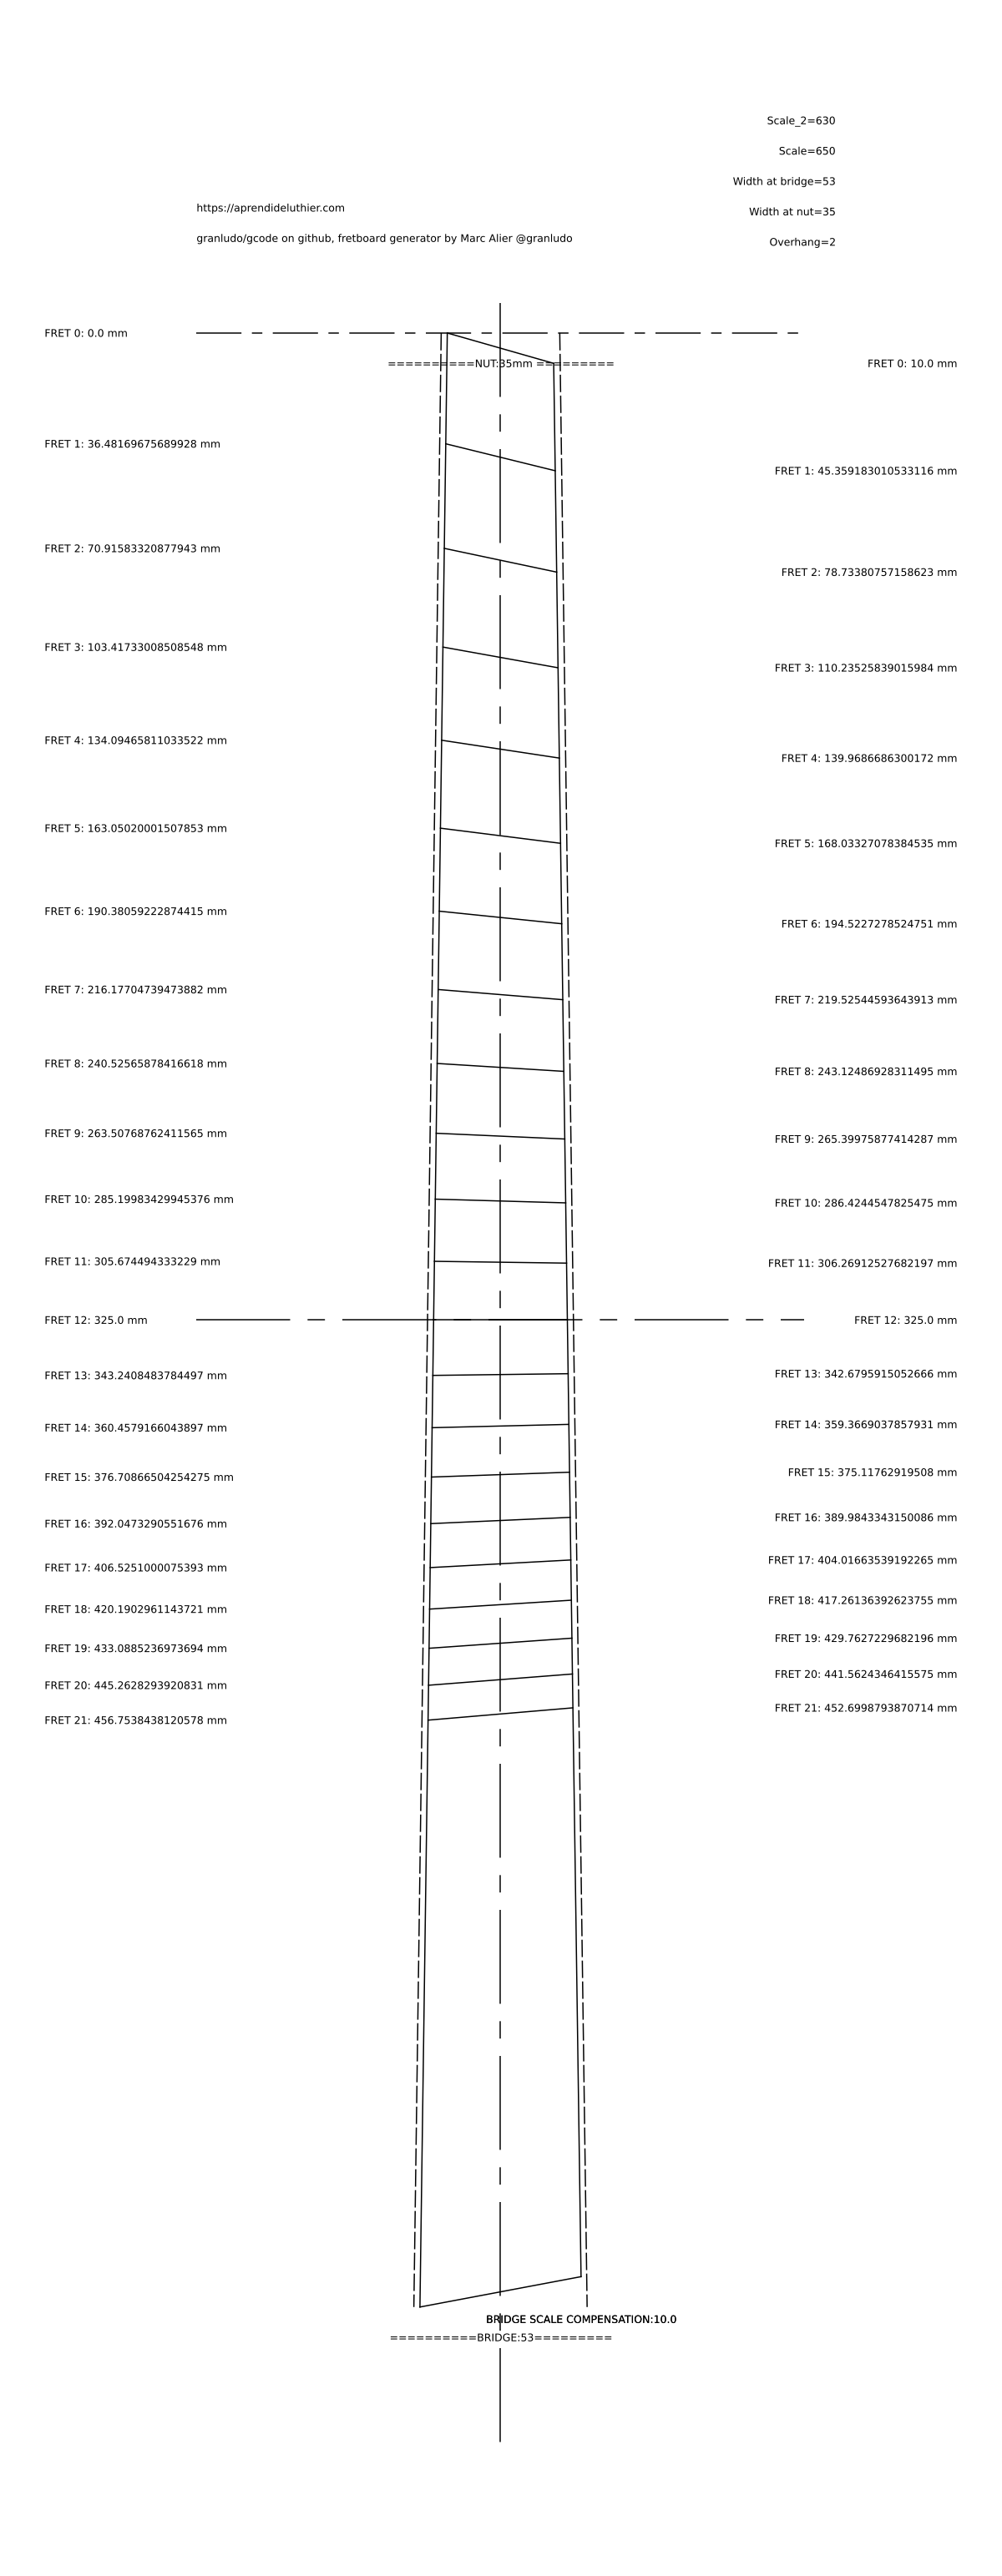 Scale_2=630
Scale=650
Width at bridge=53
https://aprendideluthier.com
Width at nut=35
granludo/gcode on github, fretboard generator by Marc Alier @granludo
Overhang=2
FRET 0: 0.0 mm
==========NUT:35mm =========
FRET 0: 10.0 mm
FRET 1: 36.48169675689928 mm
FRET 1: 45.359183010533116 mm
FRET 2: 70.91583320877943 mm
FRET 2: 78.73380757158623 mm
FRET 3: 103.41733008508548 mm
FRET 3: 110.23525839015984 mm
FRET 4: 134.09465811033522 mm
FRET 4: 139.9686686300172 mm
FRET 5: 163.05020001507853 mm
FRET 5: 168.03327078384535 mm
FRET 6: 190.38059222874415 mm
FRET 6: 194.5227278524751 mm
FRET 7: 216.17704739473882 mm
FRET 7: 219.52544593643913 mm
FRET 8: 240.52565878416618 mm
FRET 8: 243.12486928311495 mm
FRET 9: 263.50768762411565 mm
FRET 9: 265.39975877414287 mm
FRET 10: 285.19983429945376 mm
FRET 10: 286.4244547825475 mm
FRET 11: 305.674494333229 mm
FRET 11: 306.26912527682197 mm
FRET 12: 325.0 mm
FRET 12: 325.0 mm
FRET 13: 343.2408483784497 mm
FRET 13: 342.6795915052666 mm
FRET 14: 360.4579166043897 mm
FRET 14: 359.3669037857931 mm
FRET 15: 376.70866504254275 mm
FRET 15: 375.11762919508 mm
FRET 16: 392.0473290551676 mm
FRET 16: 389.9843343150086 mm
FRET 17: 406.5251000075393 mm
FRET 17: 404.01663539192265 mm
FRET 18: 420.1902961143721 mm
FRET 18: 417.26136392623755 mm
FRET 19: 433.0885236973694 mm
FRET 19: 429.7627229682196 mm
FRET 20: 445.2628293920831 mm
FRET 20: 441.5624346415575 mm
FRET 21: 456.7538438120578 mm
FRET 21: 452.6998793870714 mm
BRIDGE SCALE COMPENSATION:10.0
==========BRIDGE:53=========